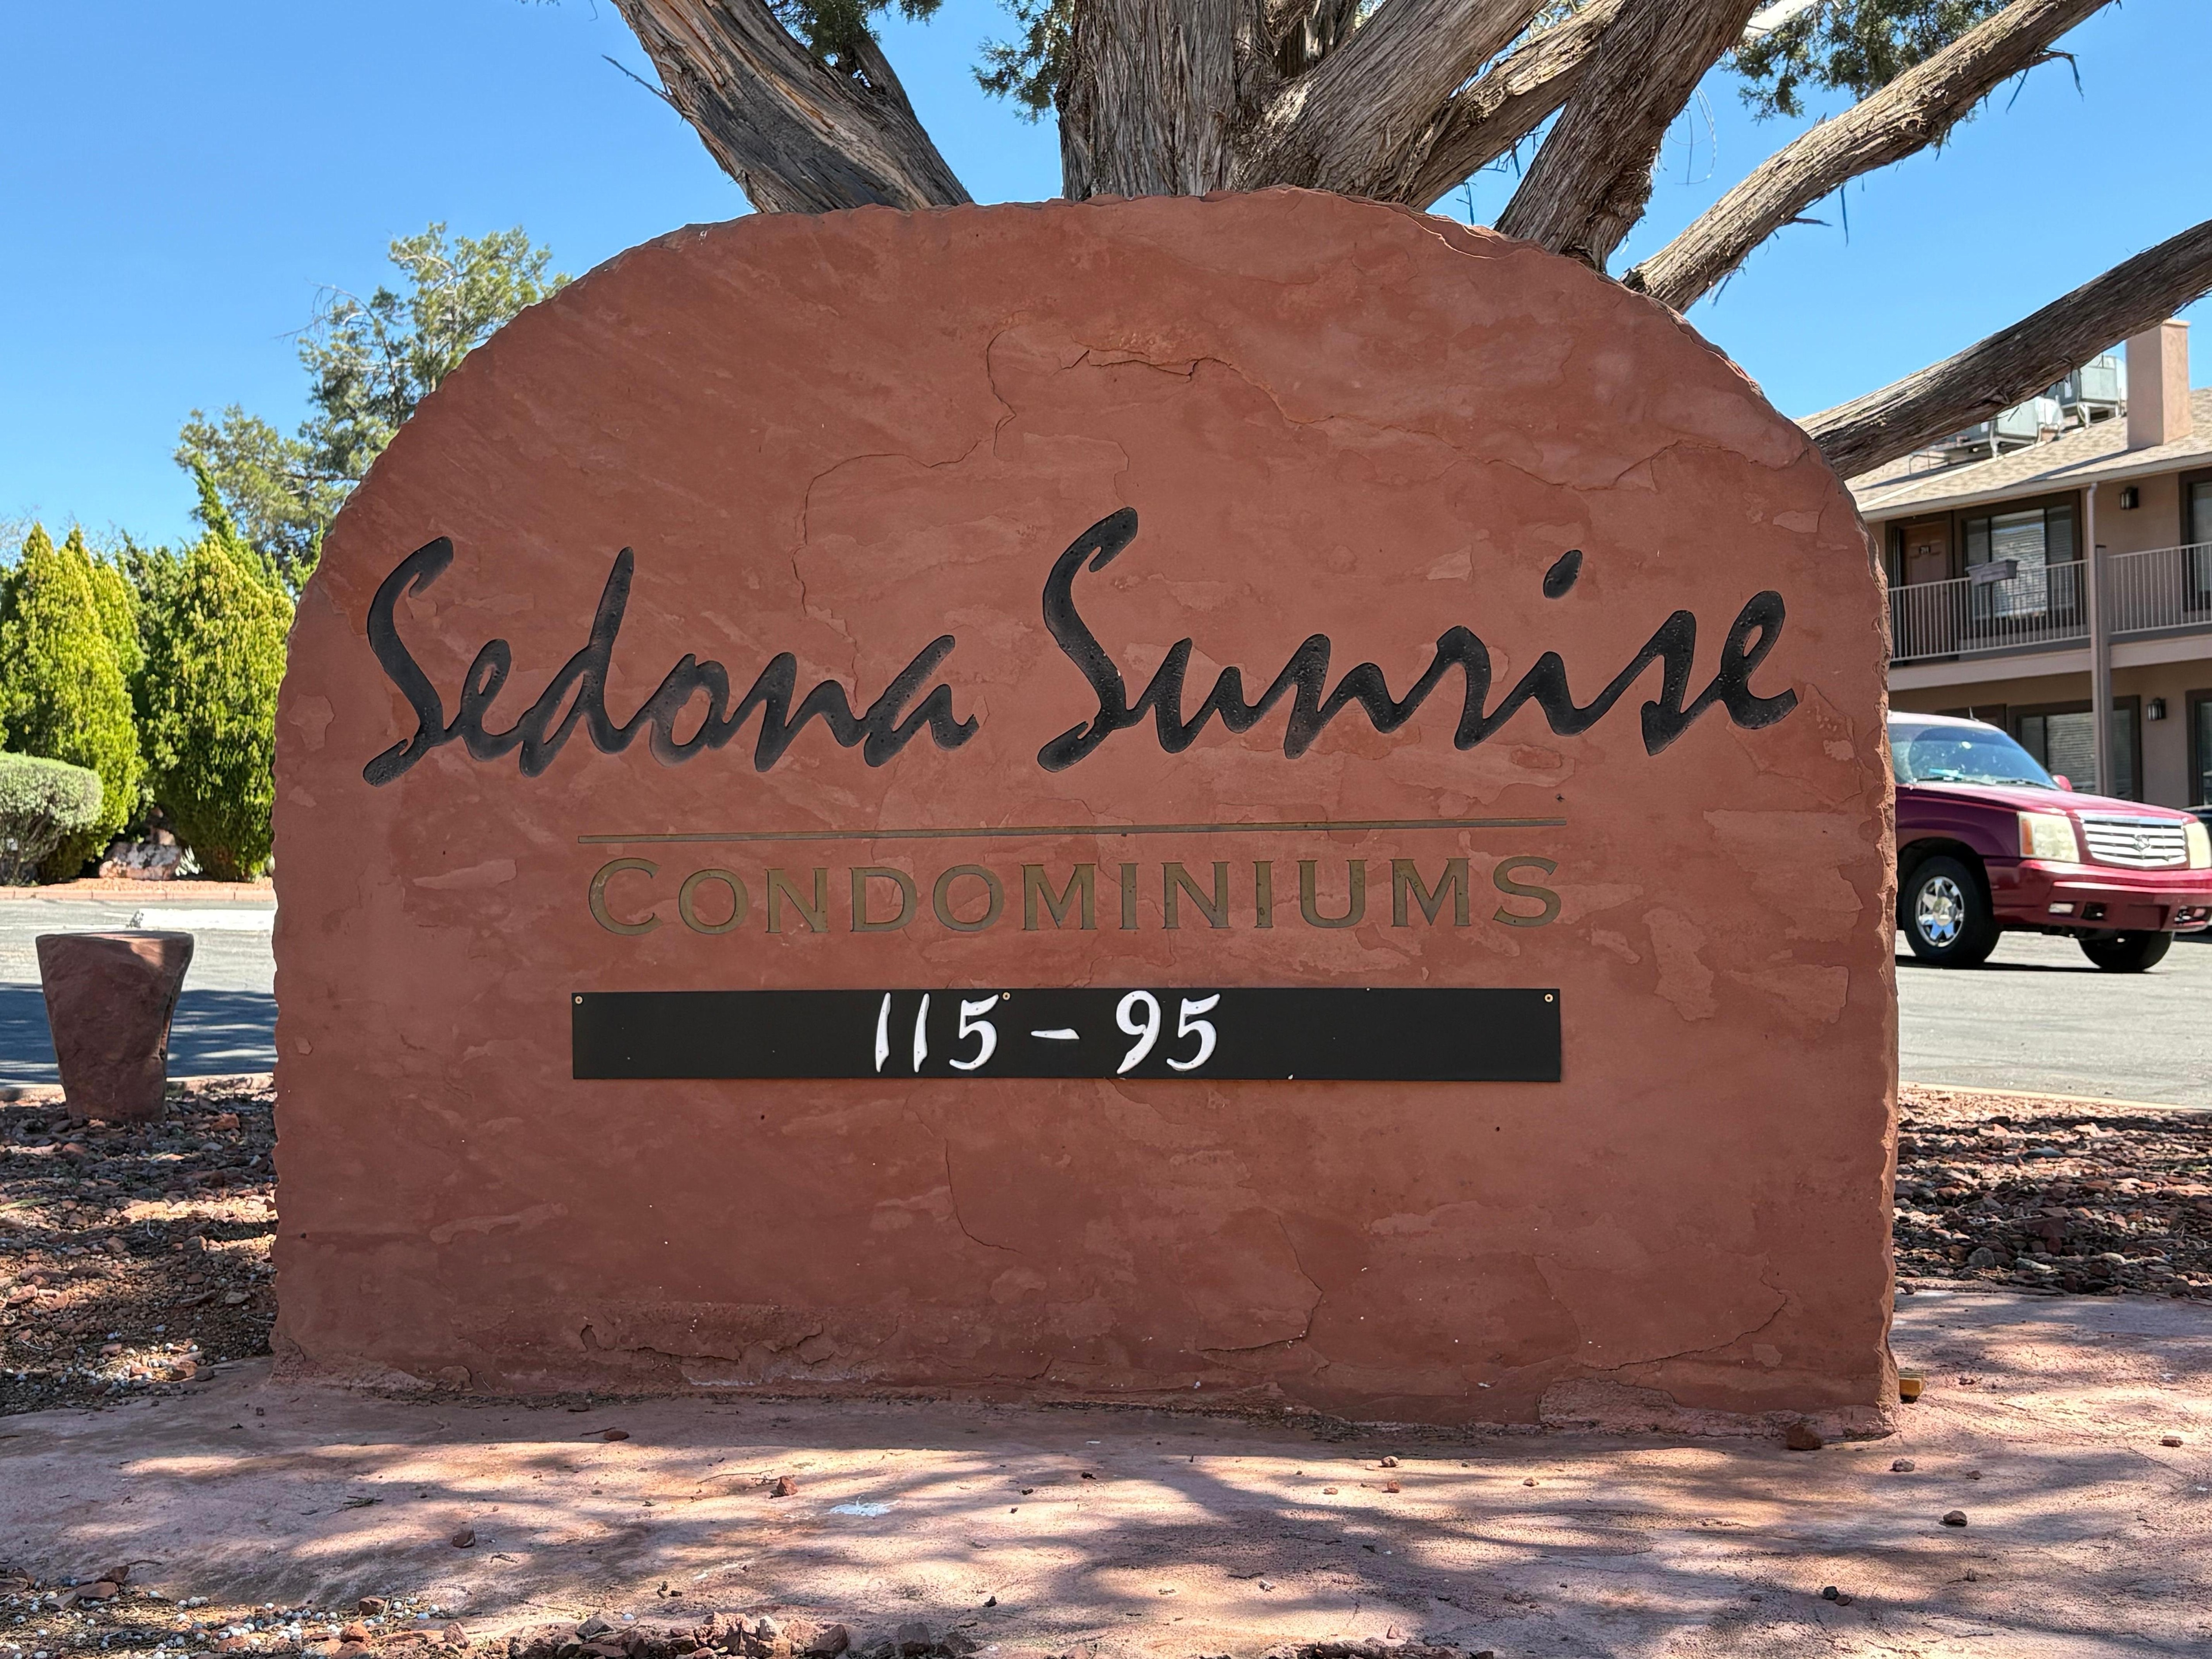 Sedona Sunrise
CONDOMINIUMS
115 - 95